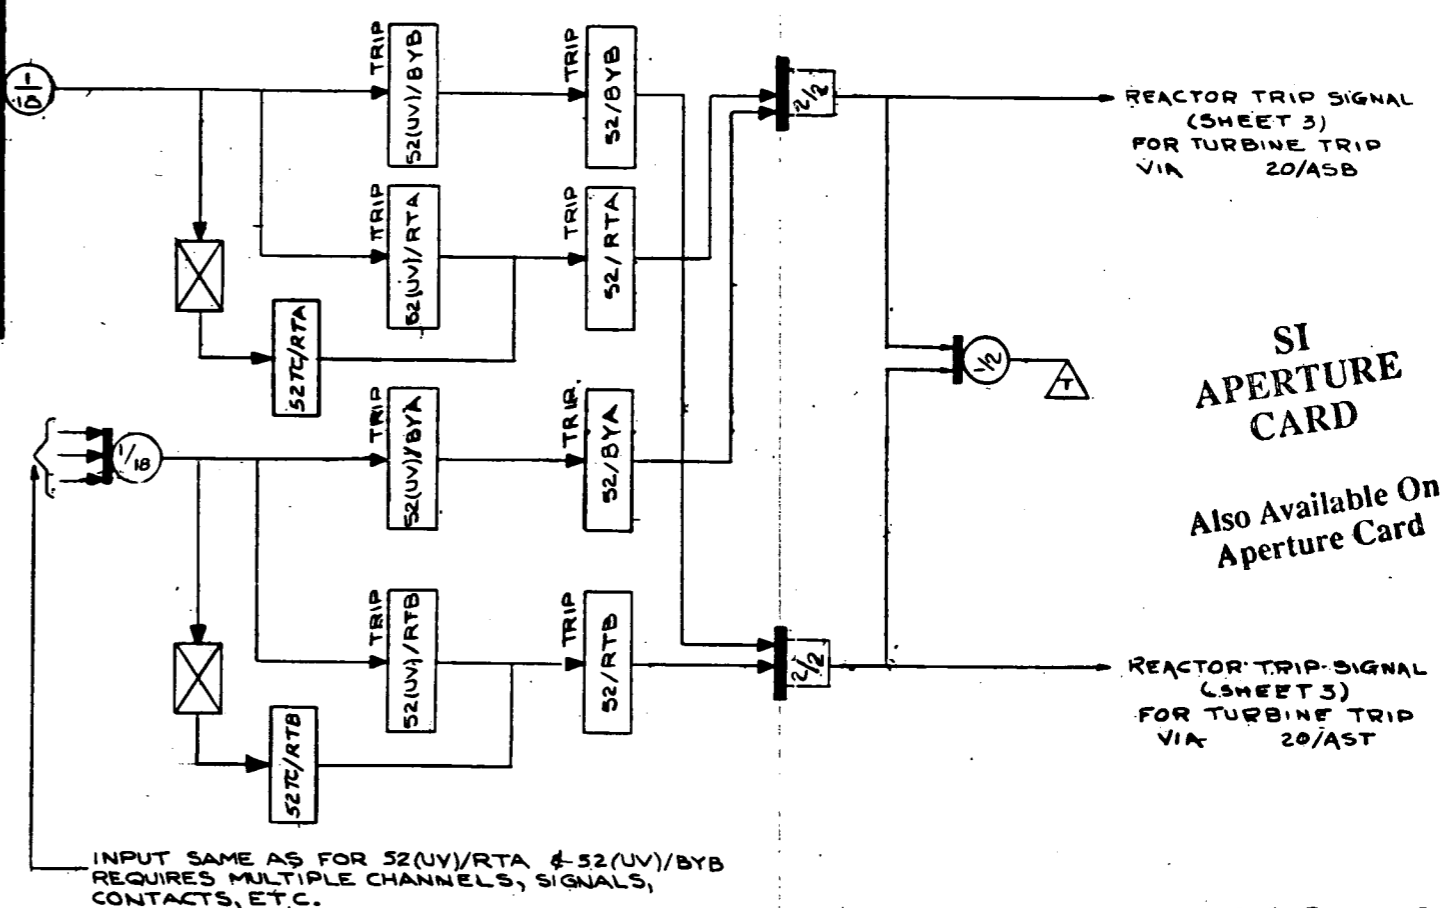 1/1D
TRIP
52(UV)/BYB
TRIP
52/BYB
2/2
REACTOR TRIP SIGNAL
(SHEET 3)
FOR TURBINE TRIP
VIA 20/ASB
TRIP
52(UV)/RTA
TRIP
52/RTA
52TC/RTA
1/2
T
SI
APERTURE
CARD
Also Available On
Aperture Card
1/18
TRIP
52(UV)/BYA
TRIP
52/BYA
TRIP
52(UV)/RTB
TRIP
52/RTB
52TC/RTB
2/2
REACTOR TRIP SIGNAL
(SHEET 3)
FOR TURBINE TRIP
VIA 20/AST
INPUT SAME AS FOR 52(UV)/RTA & 52(UV)/BYB
REQUIRES MULTIPLE CHANNELS, SIGNALS,
CONTACTS, ETC.